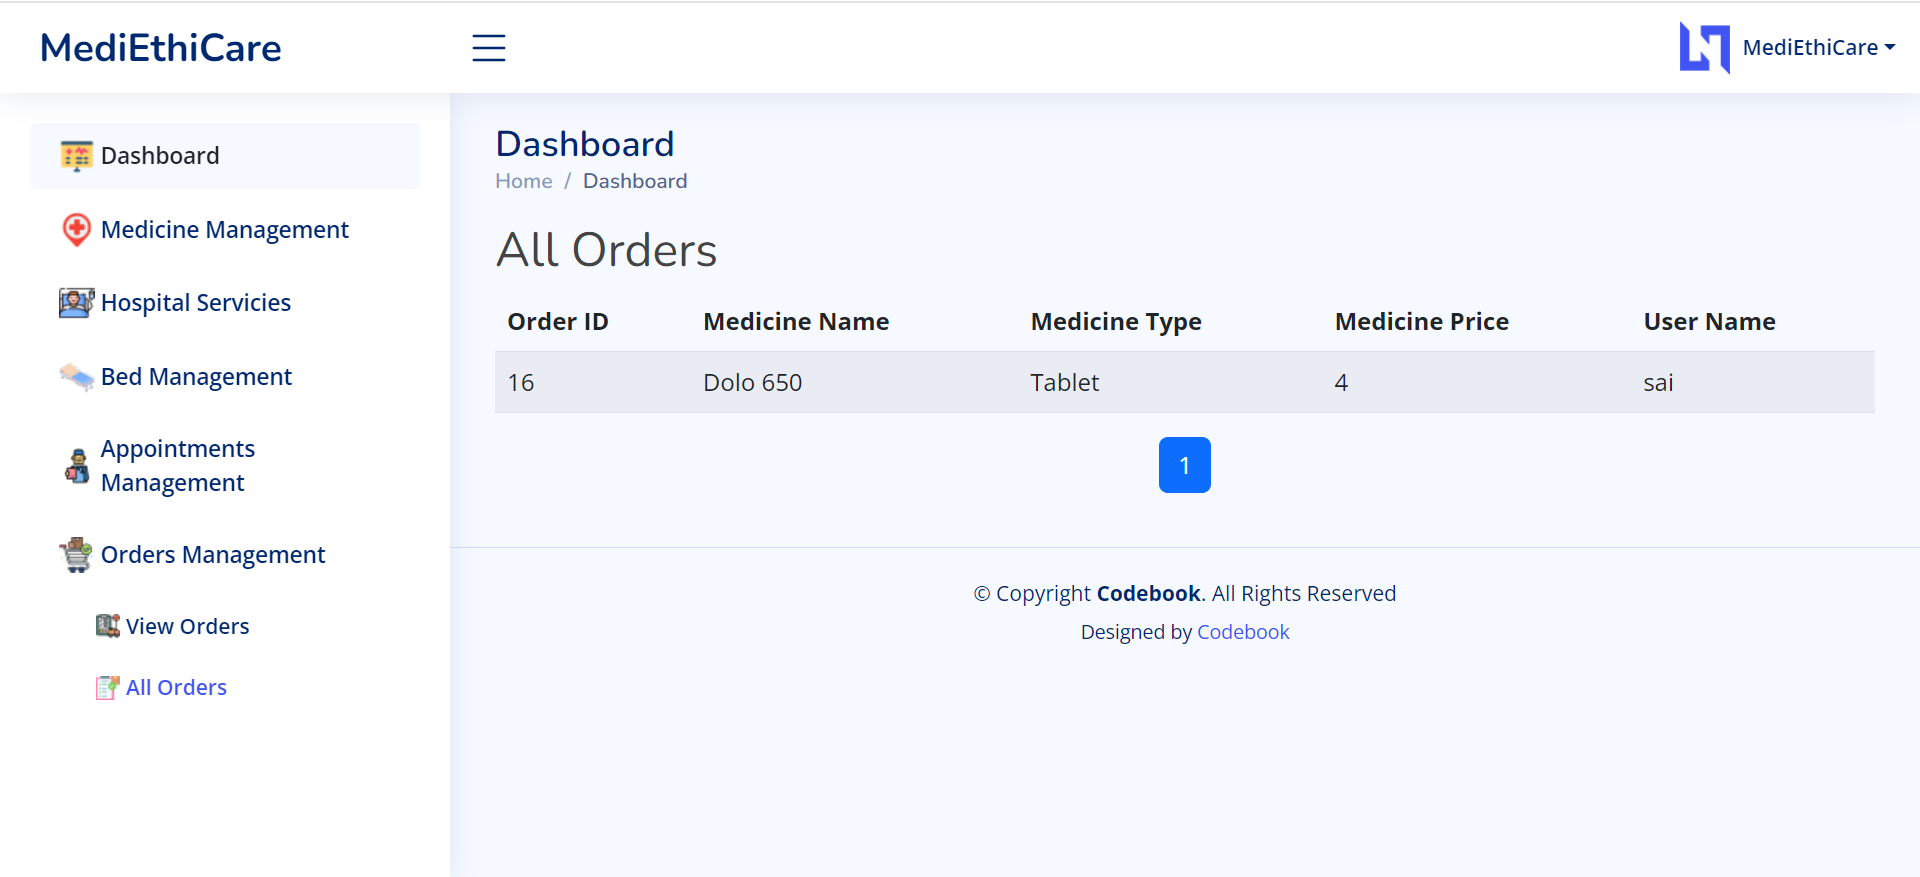 MediEthiCare
MediEthiCare
Dashboard
Medicine Management
Hospital Servicies
Bed Management
Appointments
Management
Orders Management
View Orders
All Orders
Dashboard
Home / Dashboard
All Orders
Order ID Medicine Name Medicine Type Medicine Price User Name
16 Dolo 650 Tablet 4 sai
1
© Copyright Codebook. All Rights Reserved
Designed by Codebook